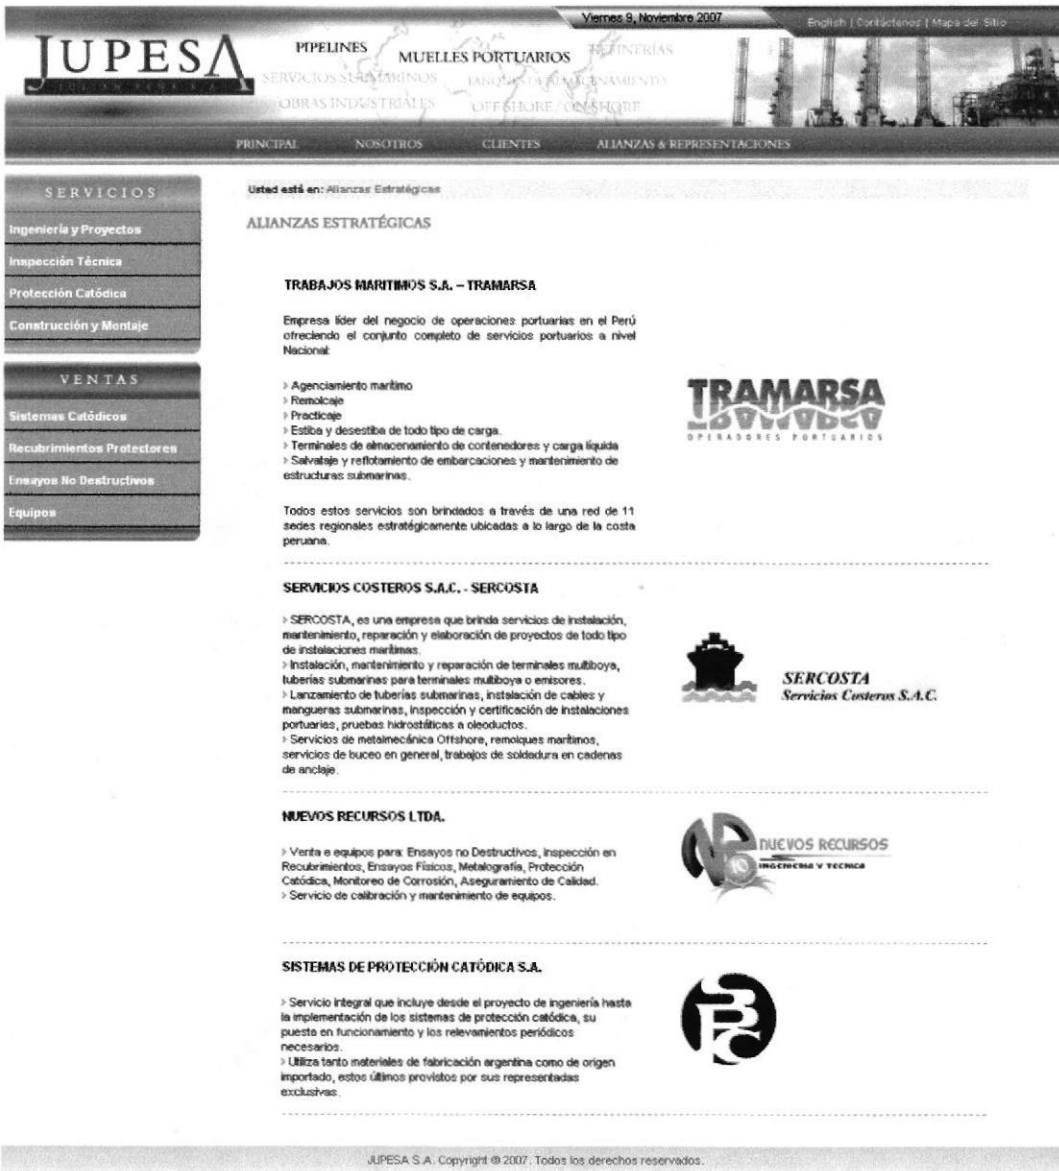 Viernes 9, Noviembre 2007
English | Contáctenos | Mapa del Sitio
JUPESA
PIPELINES
MUELLES PORTUARIOS
REFINERÍAS
SERVICIOS SUBMARINOS
TANQUES DE ALMACENAMIENTO
OBRAS INDUSTRIALES
OFFSHORE / ONSHORE
PRINCIPAL NOSOTROS CLIENTES ALIANZAS & REPRESENTACIONES
SERVICIOS
Ingeniería y Proyectos
Inspección Técnica
Protección Catódica
Construcción y Montaje
VENTAS
Sistemas Catódicos
Recubrimientos Protectores
Ensayos No Destructivos
Equipos
Usted está en: Alianzas Estratégicas
ALIANZAS ESTRATÉGICAS
TRABAJOS MARITIMOS S.A. – TRAMARSA
Empresa líder del negocio de operaciones portuarias en el Perú
ofreciendo el conjunto completo de servicios portuarios a nivel
Nacional:
› Agenciamiento marítimo
› Remolcaje
› Practicaje
› Estiba y desestiba de todo tipo de carga.
› Terminales de almacenamiento de contenedores y carga líquida
› Salvataje y reflotamiento de embarcaciones y mantenimiento de
estructuras submarinas.
Todos estos servicios son brindados a través de una red de 11
sedes regionales estratégicamente ubicadas a lo largo de la costa
peruana.
TRAMARSA
OPERADORES PORTUARIOS
SERVICIOS COSTEROS S.A.C. - SERCOSTA
› SERCOSTA, es una empresa que brinda servicios de instalación,
mantenimiento, reparación y elaboración de proyectos de todo tipo
de instalaciones marítimas.
› Instalación, mantenimiento y reparación de terminales multiboya,
tuberías submarinas para terminales multiboya o emisores.
› Lanzamiento de tuberías submarinas, instalación de cables y
mangueras submarinas, Inspección y certificación de instalaciones
portuarias, pruebas hidrostáticas a oleoductos.
› Servicios de metalmecánica Offshore, remolques marítimos,
servicios de buceo en general, trabajos de soldadura en cadenas
de anclaje.
SERCOSTA
Servicios Costeros S.A.C.
NUEVOS RECURSOS LTDA.
› Venta e equipos para: Ensayos no Destructivos, Inspección en
Recubrimientos, Ensayos Físicos, Metalografía, Protección
Catódica, Monitoreo de Corrosión, Aseguramiento de Calidad.
› Servicio de calibración y mantenimiento de equipos.
NUEVOS RECURSOS
INGENIERIA Y TECNICA
SISTEMAS DE PROTECCIÓN CATÓDICA S.A.
› Servicio integral que incluye desde el proyecto de ingeniería hasta
la implementación de los sistemas de protección catódica, su
puesta en funcionamiento y los relevamientos periódicos
necesarios.
› Utiliza tanto materiales de fabricación argentina como de origen
importado, estos últimos provistos por sus representadas
exclusivas.
SPC
JUPESA S.A. Copyright © 2007. Todos los derechos reservados.